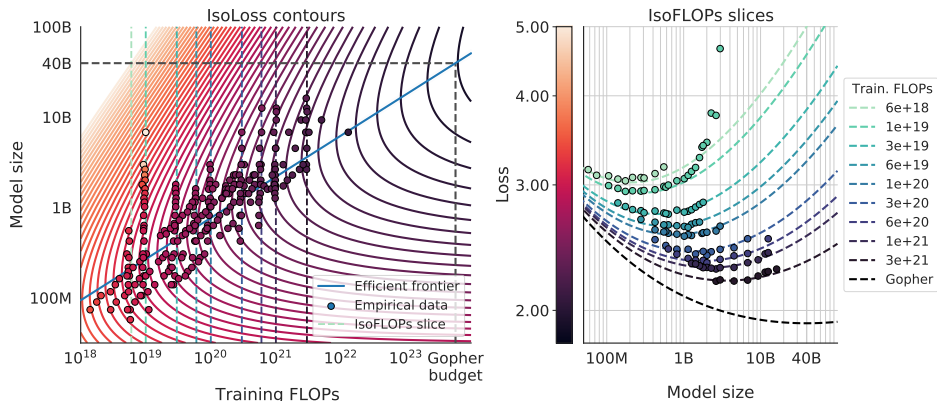 IsoLoss contours
100B
40B
10B
1B
100M
Model size
10^18
10^19
10^20
10^21
10^22
10^23
Gopher
budget
Training FLOPs
Efficient frontier
Empirical data
IsoFLOPs slice
IsoFLOPs slices
5.00
4.00
3.00
2.00
Loss
100M
1B
10B
40B
Model size
Train. FLOPs
6e+18
1e+19
3e+19
6e+19
1e+20
3e+20
6e+20
1e+21
3e+21
Gopher